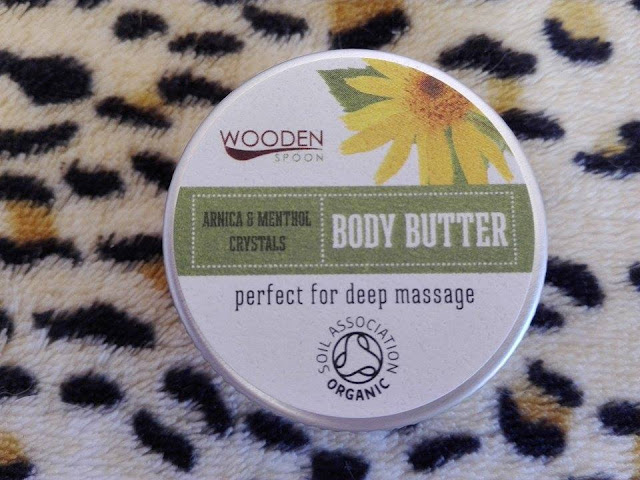 WOODEN
SPOON
ARNICA & MENTHOL
CRYSTALS
BODY BUTTER
perfect for deep massage
SOIL ASSOCIATION
ORGANIC